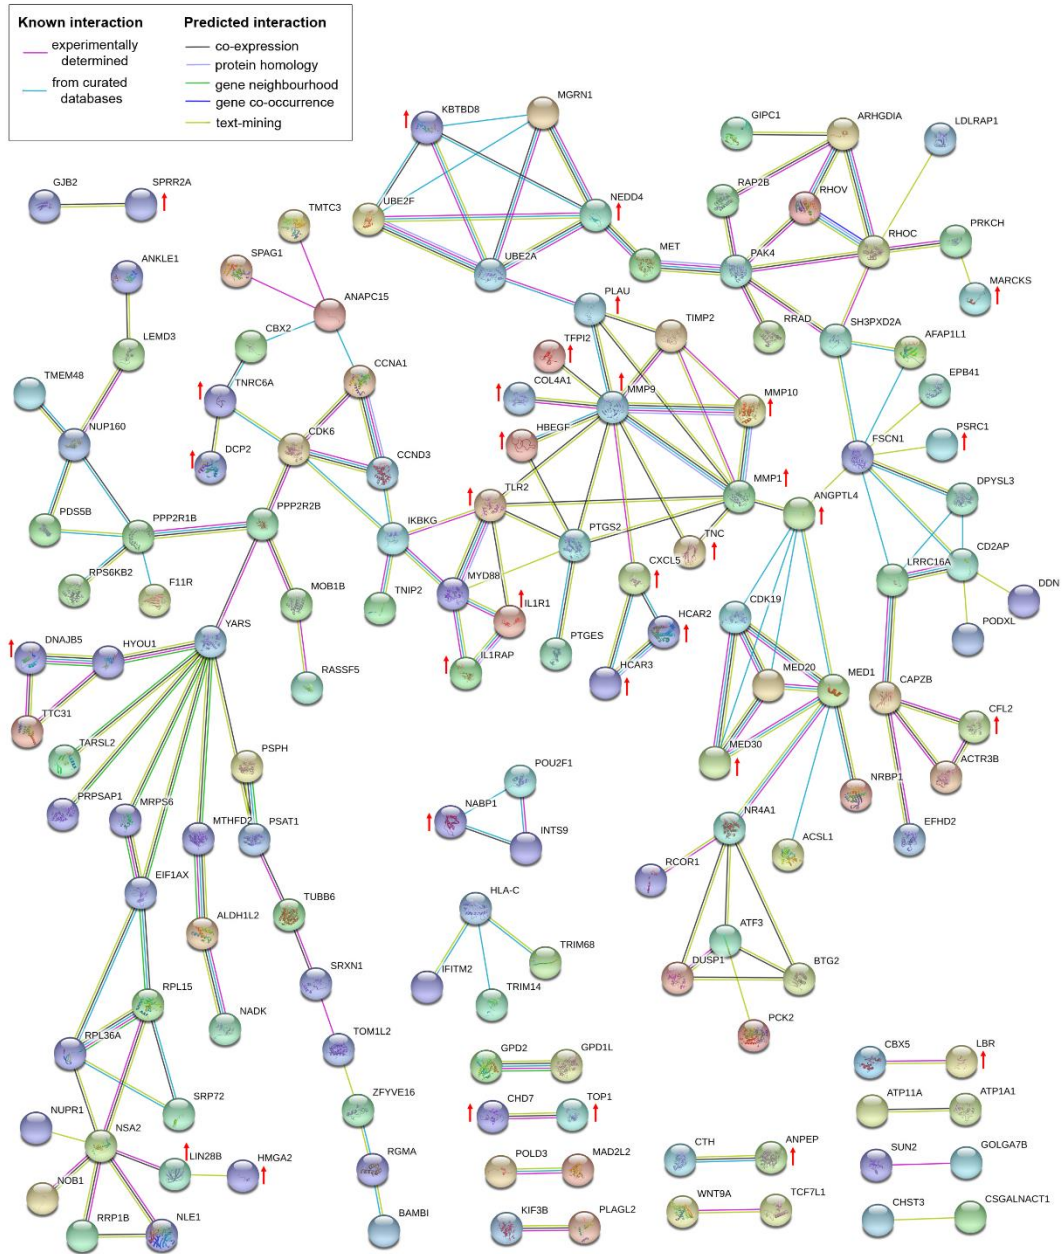 Known interaction
experimentally
determined
from curated
databases
Predicted interaction
co-expression
protein homology
gene neighbourhood
gene co-occurrence
text-mining
KBTBD8
MGRN1
GIPC1
ARHGDIA
LDLRAP1
GJB2
SPRR2A
TMTC3
UBE2F
NEDD4
RAP2B
RHOV
PRKCH
SPAG1
UBE2A
MET
PAK4
RHOC
MARCKS
ANKLE1
ANAPC15
PLAU
TIMP2
RRAD
SH3PXD2A
AFAP1L1
LEMD3
CBX2
CCNA1
TFPI2
COL4A1
MMP9
MMP10
EPB41
TMEM48
TNRC6A
HBEGF
FSCN1
PSRC1
NUP160
DCP2
CDK6
CCND3
TLR2
MMP1
ANGPTL4
DPYSL3
PDS5B
PPP2R1B
PPP2R2B
IKBKG
PTGS2
TNC
LRRC16A
CD2AP
DDN
RPS6KB2
F11R
MOB1B
TNIP2
MYD88
IL1R1
CXCL5
CDK19
PODXL
YARS
IL1RAP
PTGES
HCAR2
HCAR3
MED20
MED1
CAPZB
DNAJB5
HYOU1
RASSF5
CFL2
TTC31
TARSL2
PSPH
MED30
NRBP1
ACTR3B
PRPSAP1
MRPS6
MTHFD2
PSAT1
POU2F1
NABP1
INTS9
NR4A1
ACSL1
EFHD2
EIF1AX
RCOR1
ALDH1L2
TUBB6
HLA-C
ATF3
TRIM68
DUSP1
BTG2
IFITM2
TRIM14
SRXN1
RPL15
NADK
RPL36A
TOM1L2
PCK2
GPD2
GPD1L
CBX5
LBR
SRP72
ZFYVE16
CHD7
TOP1
ATP11A
ATP1A1
NUPR1
NSA2
LIN28B
HMGA2
RGMA
POLD3
MAD2L2
CTH
ANPEP
SUN2
GOLGA7B
NOB1
RRP1B
NLE1
BAMBI
KIF3B
PLAGL2
WNT9A
TCF7L1
CHST3
CSGALNACT1